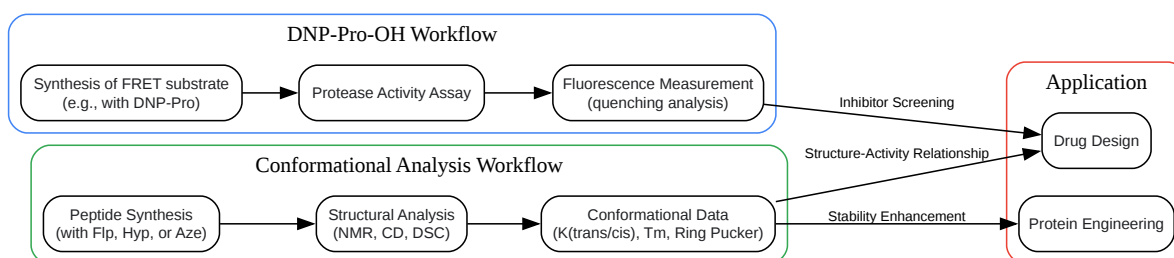 DNP-Pro-OH Workflow
Synthesis of FRET substrate
(e.g., with DNP-Pro)
Protease Activity Assay
Fluorescence Measurement
(quenching analysis)
Inhibitor Screening
Conformational Analysis Workflow
Peptide Synthesis
(with Flp, Hyp, or Aze)
Structural Analysis
(NMR, CD, DSC)
Conformational Data
(K(trans/cis), Tm, Ring Pucker)
Structure-Activity Relationship
Stability Enhancement
Application
Drug Design
Protein Engineering